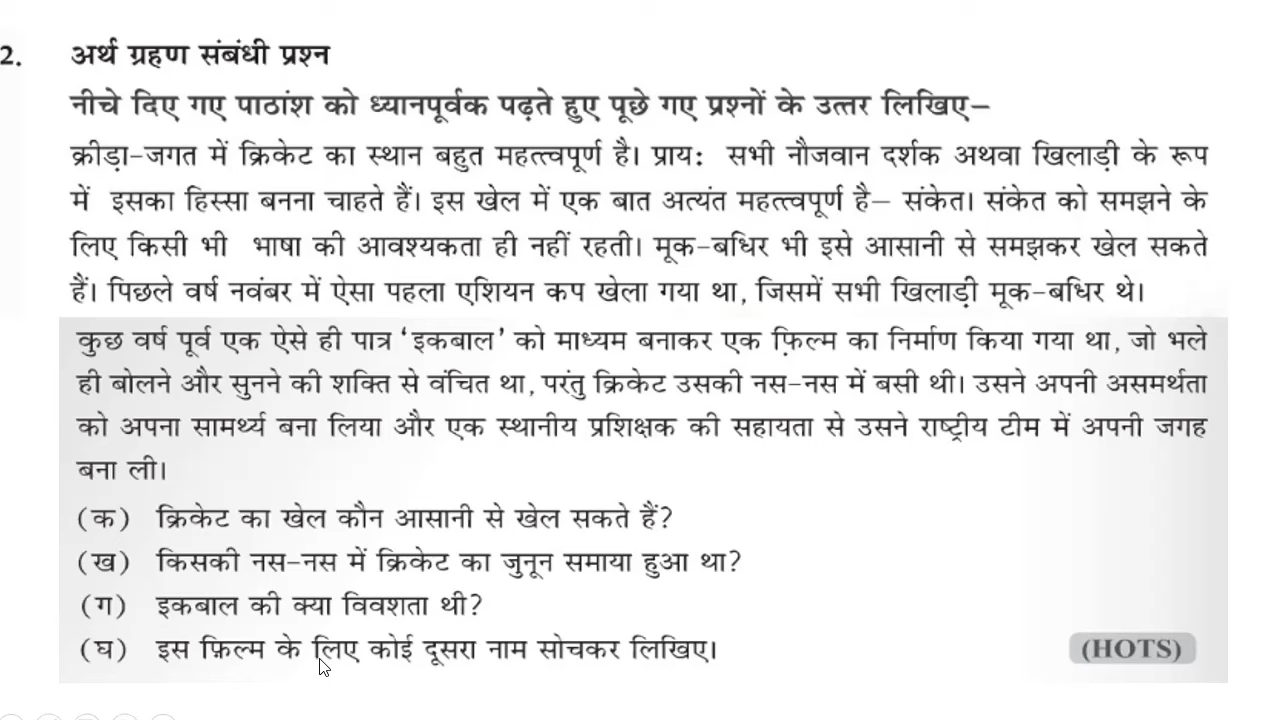 2. अर्थ ग्रहण संबंधी प्रश्न
नीचे दिए गए पाठांश को ध्यानपूर्वक पढ़ते हुए पूछे गए प्रश्नों के उत्तर लिखिए–
क्रीड़ा-जगत में क्रिकेट का स्थान बहुत महत्त्वपूर्ण है। प्राय: सभी नौजवान दर्शक अथवा खिलाड़ी के रूप
में इसका हिस्सा बनना चाहते हैं। इस खेल में एक बात अत्यंत महत्त्वपूर्ण है– संकेत। संकेत को समझने के
लिए किसी भी भाषा की आवश्यकता ही नहीं रहती। मूक-बधिर भी इसे आसानी से समझकर खेल सकते
हैं। पिछले वर्ष नवंबर में ऐसा पहला एशियन कप खेला गया था, जिसमें सभी खिलाड़ी मूक-बधिर थे।
कुछ वर्ष पूर्व एक ऐसे ही पात्र ‘इकबाल’ को माध्यम बनाकर एक फ़िल्म का निर्माण किया गया था, जो भले
ही बोलने और सुनने की शक्ति से वंचित था, परंतु क्रिकेट उसकी नस-नस में बसी थी। उसने अपनी असमर्थता
को अपना सामर्थ्य बना लिया और एक स्थानीय प्रशिक्षक की सहायता से उसने राष्ट्रीय टीम में अपनी जगह
बना ली।
(क) क्रिकेट का खेल कौन आसानी से खेल सकते हैं?
(ख) किसकी नस-नस में क्रिकेट का जुनून समाया हुआ था?
(ग) इकबाल की क्या विवशता थी?
(घ) इस फ़िल्म के लिए कोई दूसरा नाम सोचकर लिखिए। (HOTS)